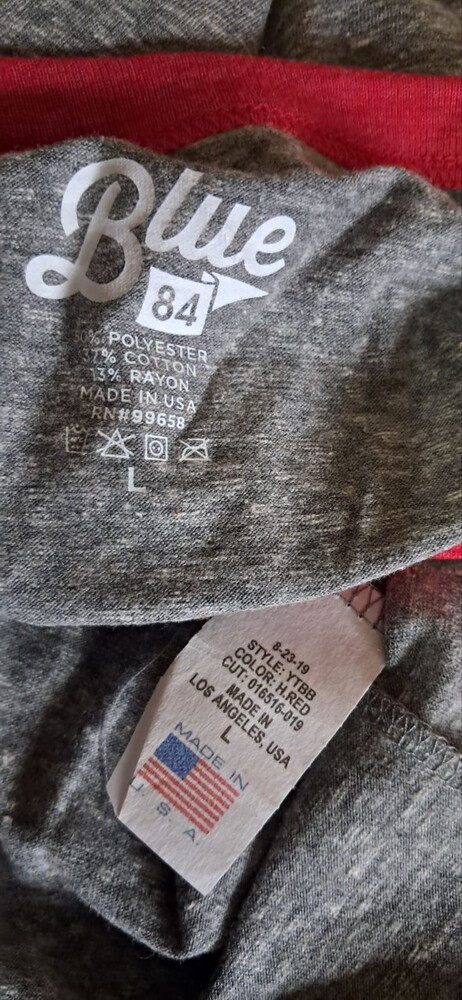 Blue
84
50% POLYESTER
37% COTTON
13% RAYON
MADE IN USA
RN#99658
L
8-23-19
STYLE: YTBB
COLOR: H.RED
CUT: 016516-019
MADE IN
LOS ANGELES, USA
L
MADE IN
U. S. A.